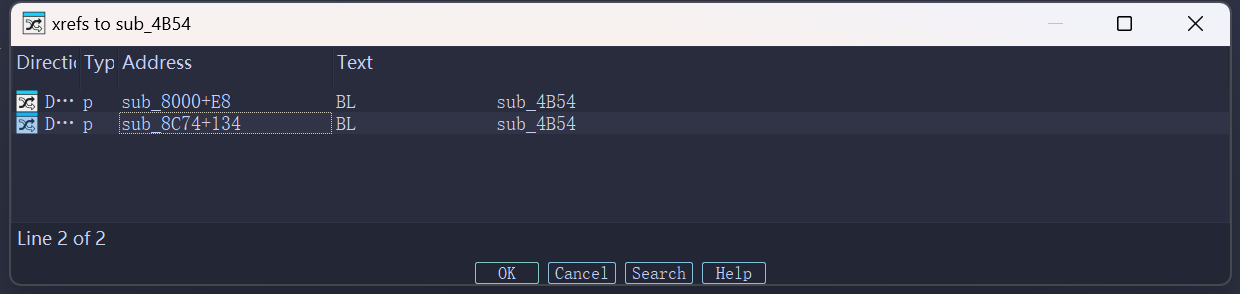 xrefs to sub_4B54
Directic Typ Address Text
D… p sub_8000+E8 BL sub_4B54
D… p sub_8C74+134 BL sub_4B54
Line 2 of 2
OK Cancel Search Help